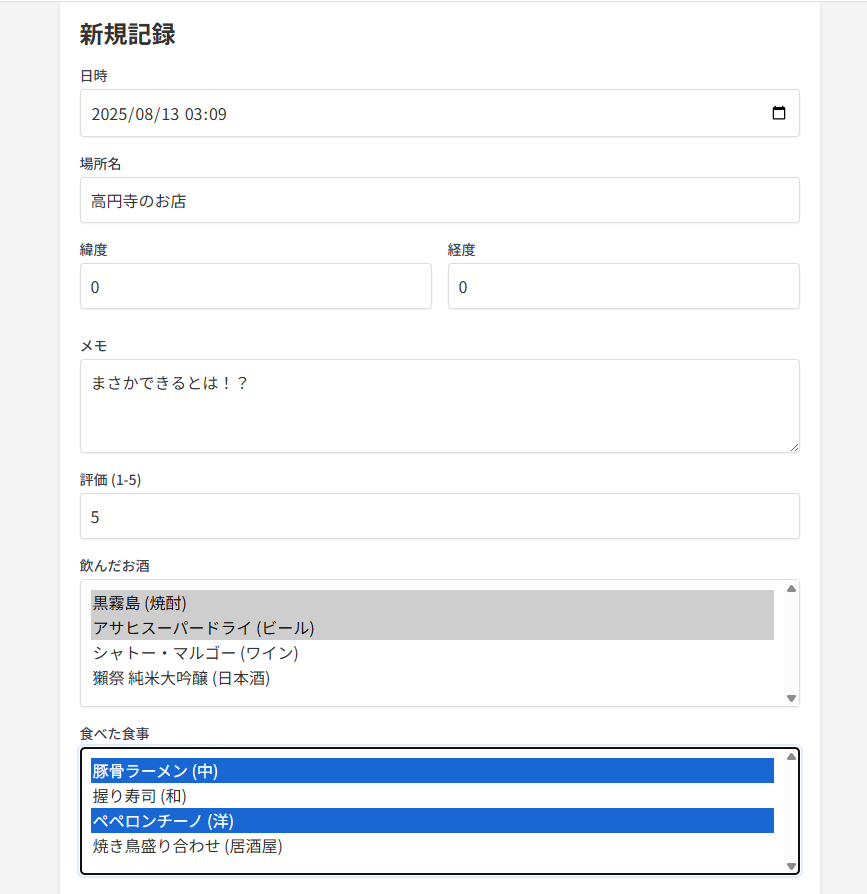 新規記録
日時
2025/08/13 03:09
場所名
高円寺のお店
緯度 経度
0 0
メモ
まさかできるとは！？
評価 (1-5)
5
飲んだお酒
黒霧島 (焼酎)
アサヒスーパードライ (ビール)
シャトー・マルゴー (ワイン)
獺祭 純米大吟醸 (日本酒)
食べた食事
豚骨ラーメン (中)
握り寿司 (和)
ペペロンチーノ (洋)
焼き鳥盛り合わせ (居酒屋)